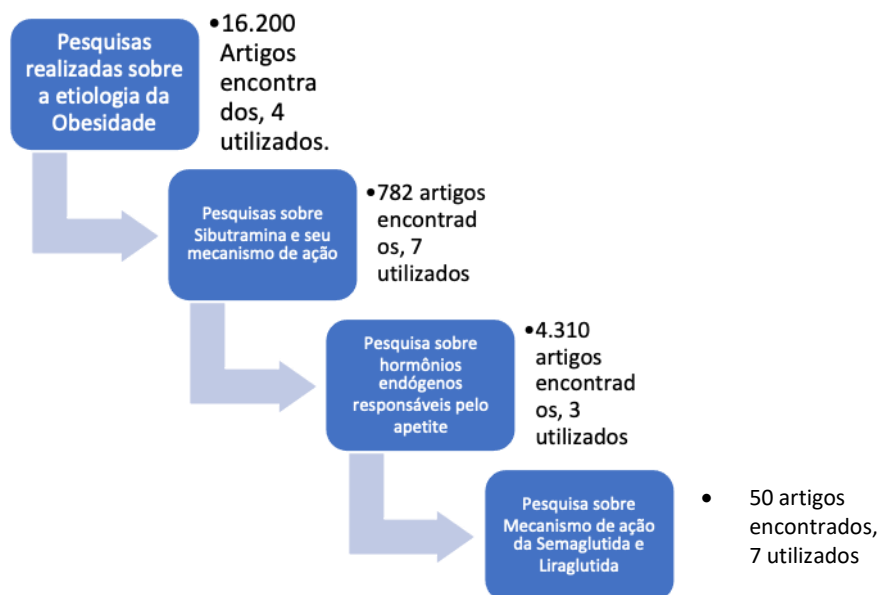 Pesquisas
realizadas sobre
a etiologia da
Obesidade
•16.200
Artigos
encontra
dos, 4
utilizados.
Pesquisas sobre
Sibutramina e seu
mecanismo de ação
•782 artigos
encontrad
os, 7
utilizados
Pesquisa sobre
hormônios
endógenos
responsáveis pelo
apetite
•4.310
artigos
encontrad
os, 3
utilizados
Pesquisa sobre
Mecanismo de ação
da Semaglutida e
Liraglutida
• 50 artigos
encontrados,
7 utilizados